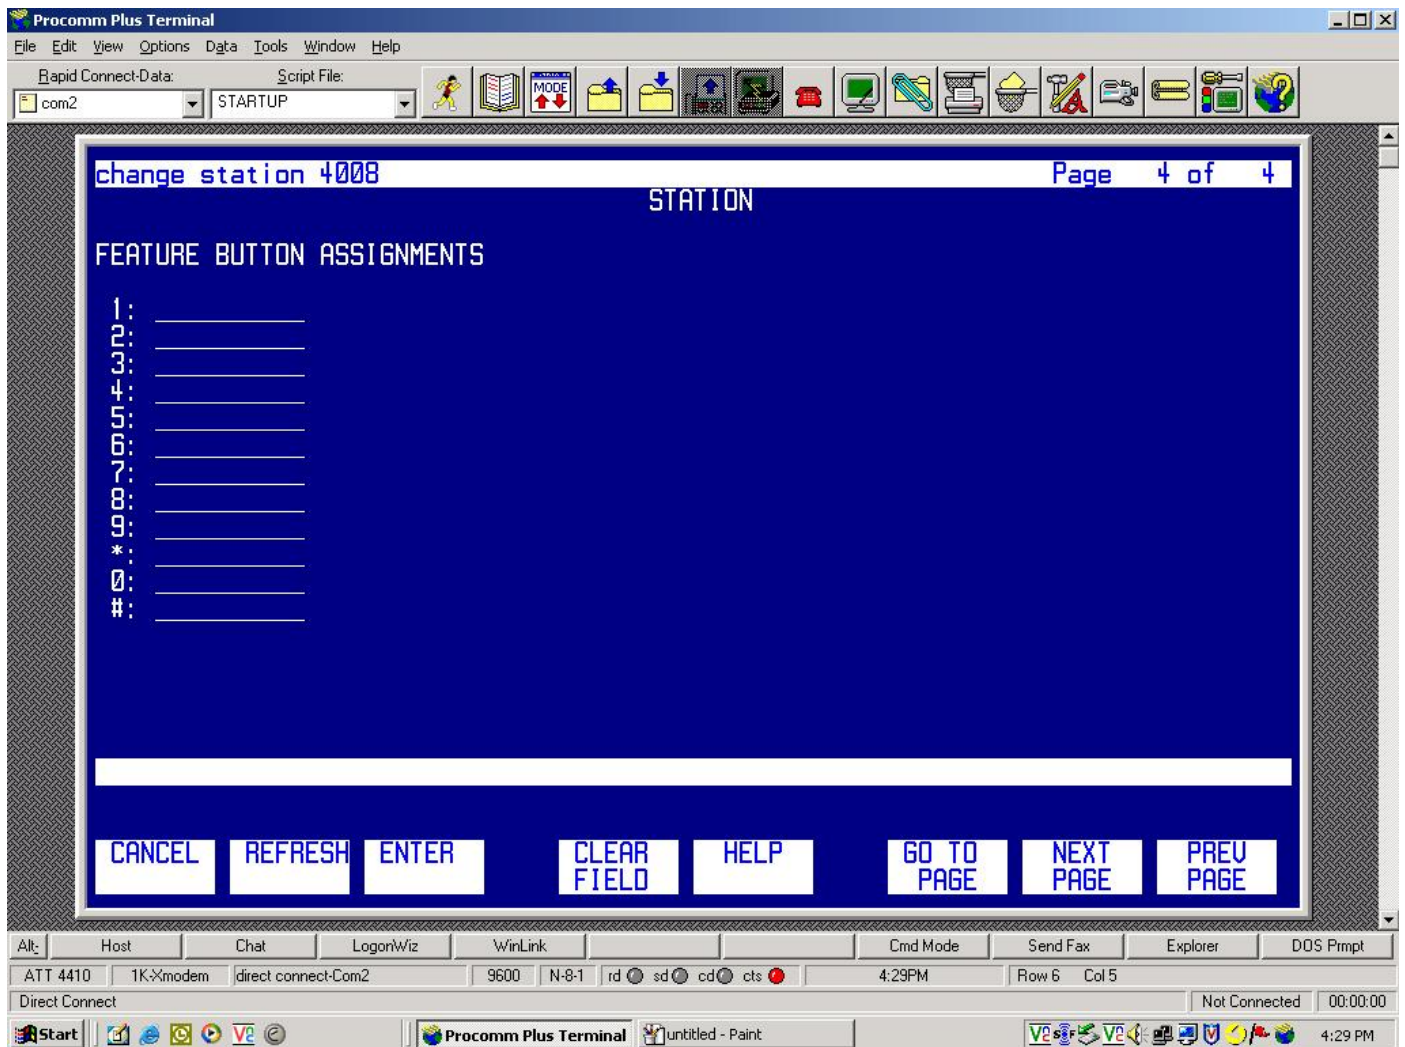 Procomm Plus Terminal
File Edit View Options Data Tools Window Help
Rapid Connect-Data: Script File:
com2 STARTUP
MODE
change station 4008 Page 4 of 4
STATION
FEATURE BUTTON ASSIGNMENTS
1:
2:
3:
4:
5:
6:
7:
8:
9:
*:
0:
#:
CANCEL REFRESH ENTER CLEAR FIELD HELP GO TO PAGE NEXT PAGE PREV PAGE
Alt: Host Chat LogonWiz WinLink Cmd Mode Send Fax Explorer DOS Prmpt
ATT 4410 1K-Xmodem direct connect-Com2 9600 N-8-1 rd sd cd cts 4:29PM Row 6 Col 5
Direct Connect Not Connected 00:00:00
Start Procomm Plus Terminal untitled - Paint 4:29 PM